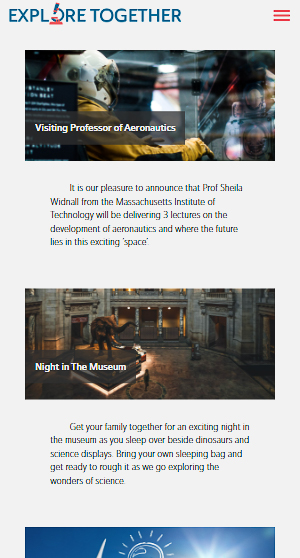 EXPLORE TOGETHER
Visiting Professor of Aeronautics
It is our pleasure to announce that Prof Sheila
Widnall from the Massachusetts Institute of
Technology will be delivering 3 lectures on the
development of aeronautics and where the future
lies in this exciting 'space'.
Night in The Museum
Get your family together for an exciting night in
the museum as you sleep over beside dinosaurs and
science displays. Bring your own sleeping bag and
get ready to rough it as we go exploring the
wonders of science.